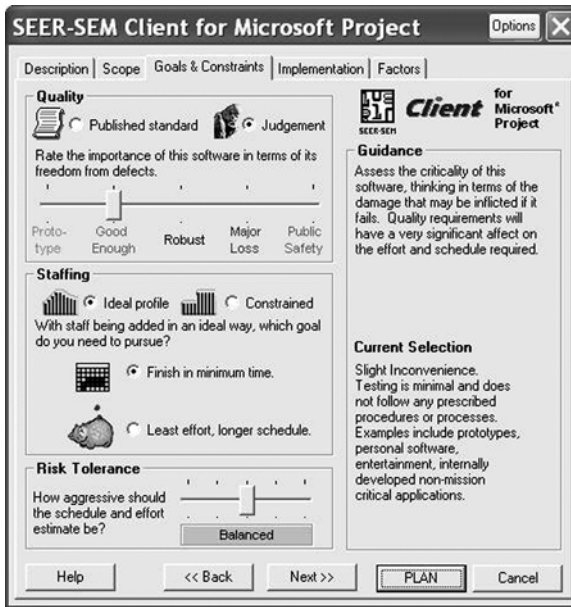 SEER-SEM Client for Microsoft Project
Options
Description
Scope
Goals & Constraints
Implementation
Factors
Quality
Published standard
Judgement
Rate the importance of this software in terms of its
freedom from defects.
Proto-
type
Good
Enough
Robust
Major
Loss
Public
Safety
Staffing
Ideal profile
Constrained
With staff being added in an ideal way, which goal
do you need to pursue?
Finish in minimum time.
Least effort, longer schedule.
Risk Tolerance
How aggressive should
the schedule and effort
estimate be?
Balanced
SEER-SEM
Client
for
Microsoft®
Project
Guidance
Assess the criticality of this
software, thinking in terms of the
damage that may be inflicted if it
fails. Quality requirements will
have a very significant affect on
the effort and schedule required.
Current Selection
Slight Inconvenience.
Testing is minimal and does
not follow any prescribed
procedures or processes.
Examples include prototypes,
personal software,
entertainment, internally
developed non-mission
critical applications.
Help
<< Back
Next >>
PLAN
Cancel